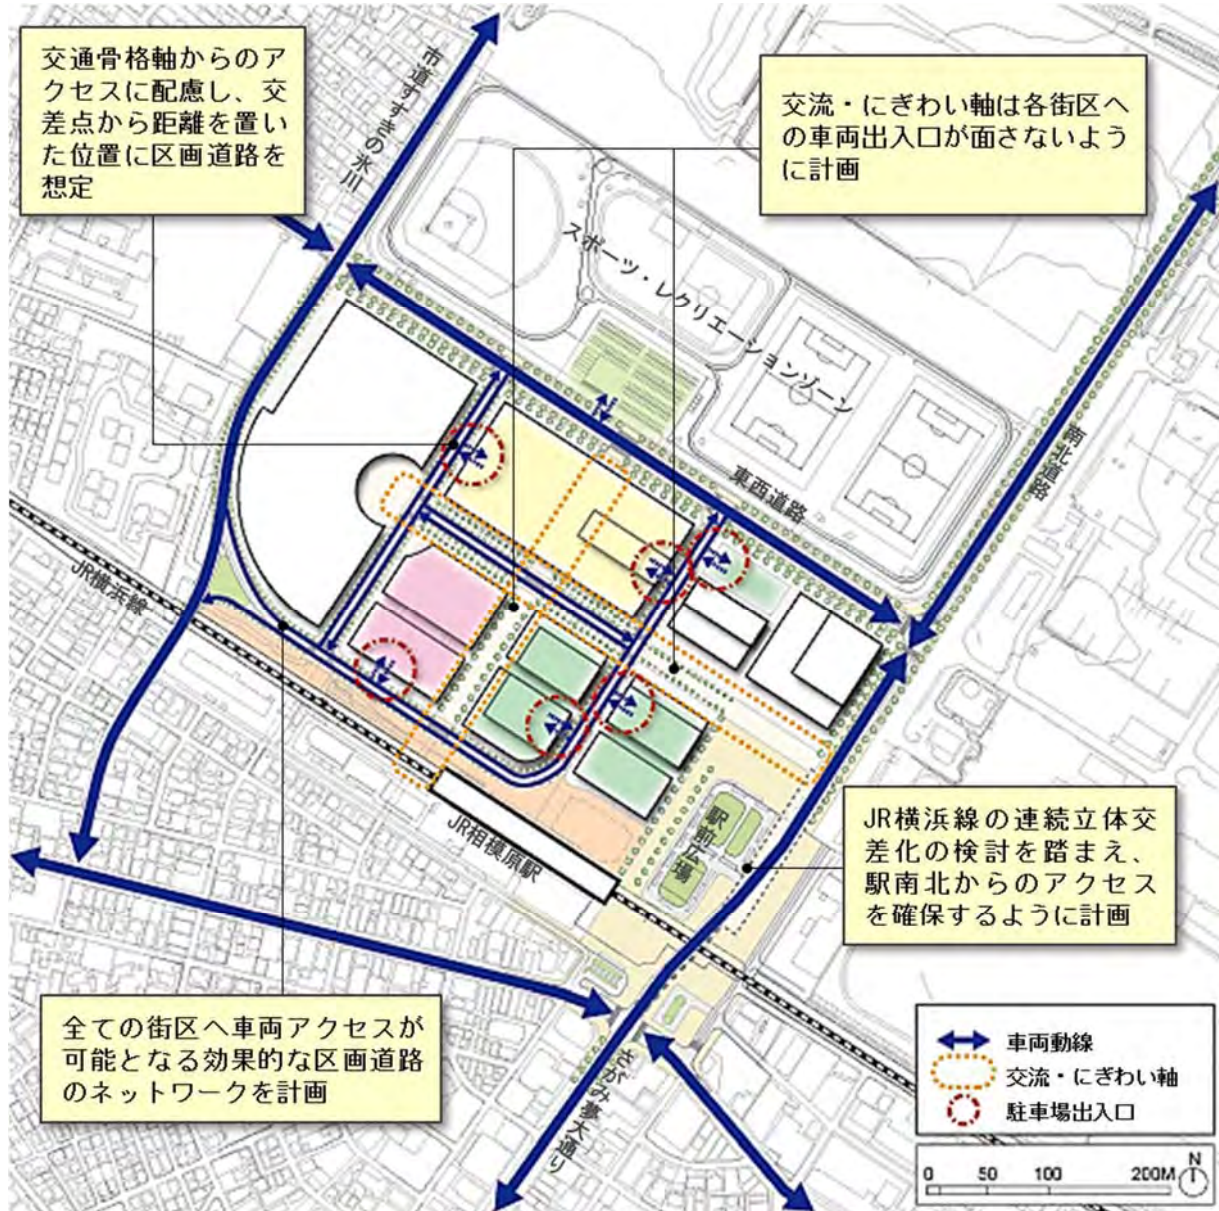 交通骨格軸からのア
クセスに配慮し、交
差点から距離を置い
た位置に区画道路を
想定
市道すすきの氷川
交流・にぎわい軸は各街区へ
の車両出入口が面さないよう
に計画
スポーツ・レクリエーションゾーン
南北道路
東西道路
JR横浜線
JR相模原駅
駅前広場
JR横浜線の連続立体交
差化の検討を踏まえ、
駅南北からのアクセス
を確保するように計画
全ての街区へ車両アクセスが
可能となる効果的な区画道路
のネットワークを計画
さがみ夢大通り
車両動線
交流・にぎわい軸
駐車場出入口
0 50 100 200M
N